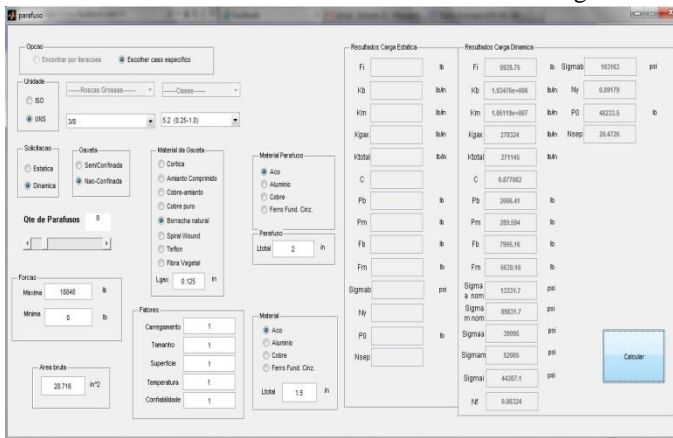 parafuso
Opcao
Encontrar por iteracoes
Escolher caso especifico
Unidade
ISO
UNS
-----Roscas Grossas-----
-----Classe-----
3/8
5.2 (0.25-1.0)
Solicitacao
Estatica
Dinamica
Gaxeta
Semi/Confinada
Nao-Confinada
Qte de Parafusos 8
Material da Gaxeta
Cortica
Amianto Comprimido
Cobre-amianto
Cobre puro
Borracha natural
Spiral Wound
Teflon
Fibra Vegetal
Lgax 0.125 in
Material Parafuso
Aco
Aluminio
Cobre
Ferro Fund. Cinz.
Parafuso
Ltotal 2 in
Forcas
Maxima 18848 lb
Minima 0 lb
Area bruta
28.716 in^2
Fatores
Carregamento 1
Tamanho 1
Superficie 1
Temperatura 1
Confiabilidade 1
Material
Aco
Aluminio
Cobre
Ferro Fund. Cinz.
Ltotal 1.5 in
Resultados Carga Estatica
Fi lb
Kb lb/in
Km lb/in
Kgax lb/in
Ktotal lb/in
C
Pb lb
Pm lb
Fb lb
Fm lb
Sigmab psi
Ny
P0 lb
Nsep
Resultados Carga Dinamica
Fi 5928.75 lb
Kb 1.93476e+006 lb/in
Km 1.05119e+007 lb/in
Kgax 278324 lb/in
Ktotal 271145 lb/in
C 0.877082
Pb 2066.41 lb
Pm 289.594 lb
Fb 7995.16 lb
Fm 5639.16 lb
Sigma a nom 13331.7 psi
Sigma m nom 89831.7 psi
Sigmaa psi
Sigmam psi
Sigmai 44287.1 psi
Nf 0.86324
Sigmab 103163 psi
Ny 0.89179
P0 48233.5 lb
Nsep 20.4726
Calcular